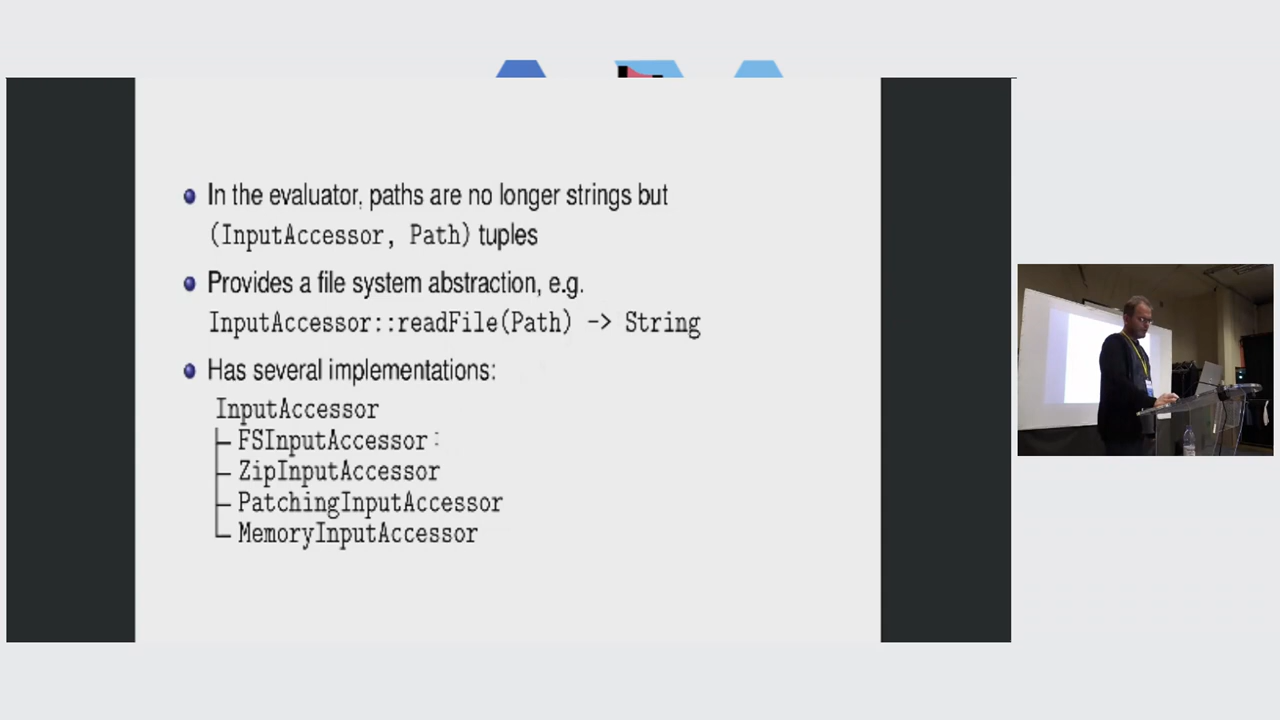 In the evaluator, paths are no longer strings but
(InputAccessor, Path) tuples
Provides a file system abstraction, e.g.
InputAccessor::readFile(Path) -> String
Has several implementations:
InputAccessor
├─ FSInputAccessor
├─ ZipInputAccessor
├─ PatchingInputAccessor
└─ MemoryInputAccessor